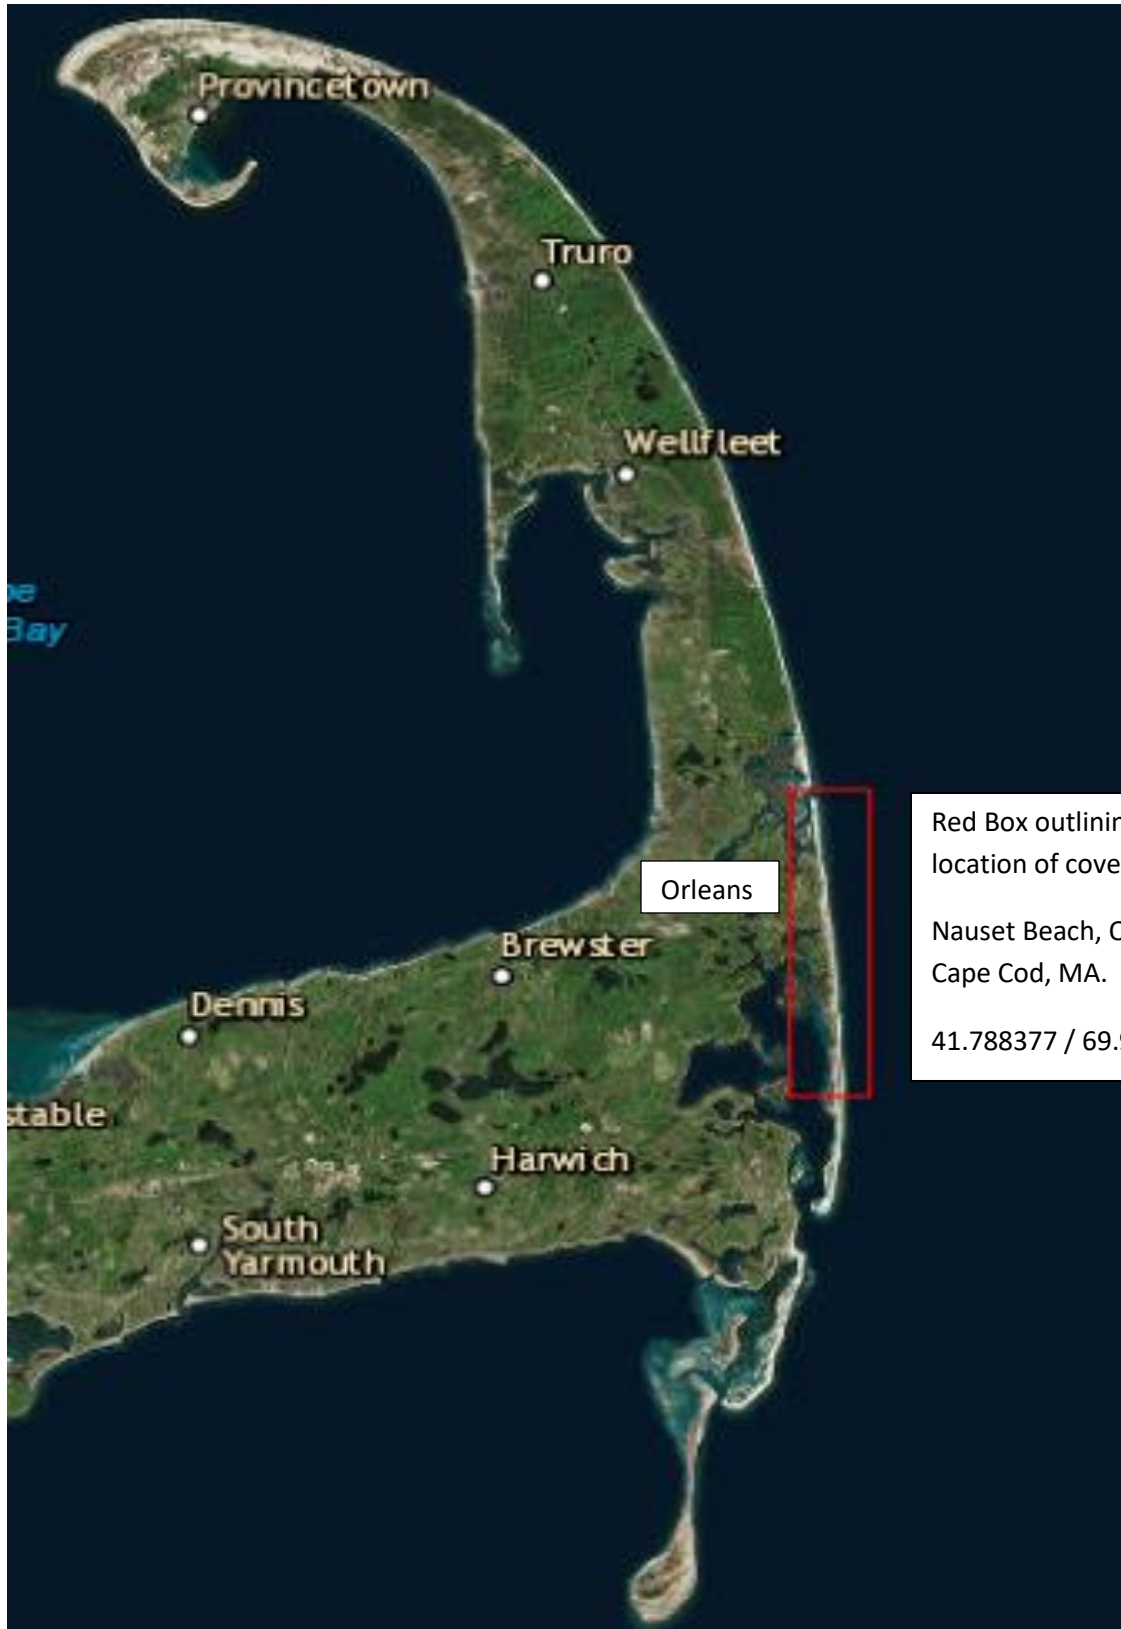 Provincetown
Truro
Wellfleet
Bay
Red Box outlinin
location of cove
Orleans
Nauset Beach, O
Cape Cod, MA.
Brewster
Dennis
41.788377 / 69.9
stable
Harwich
South
Yarmouth